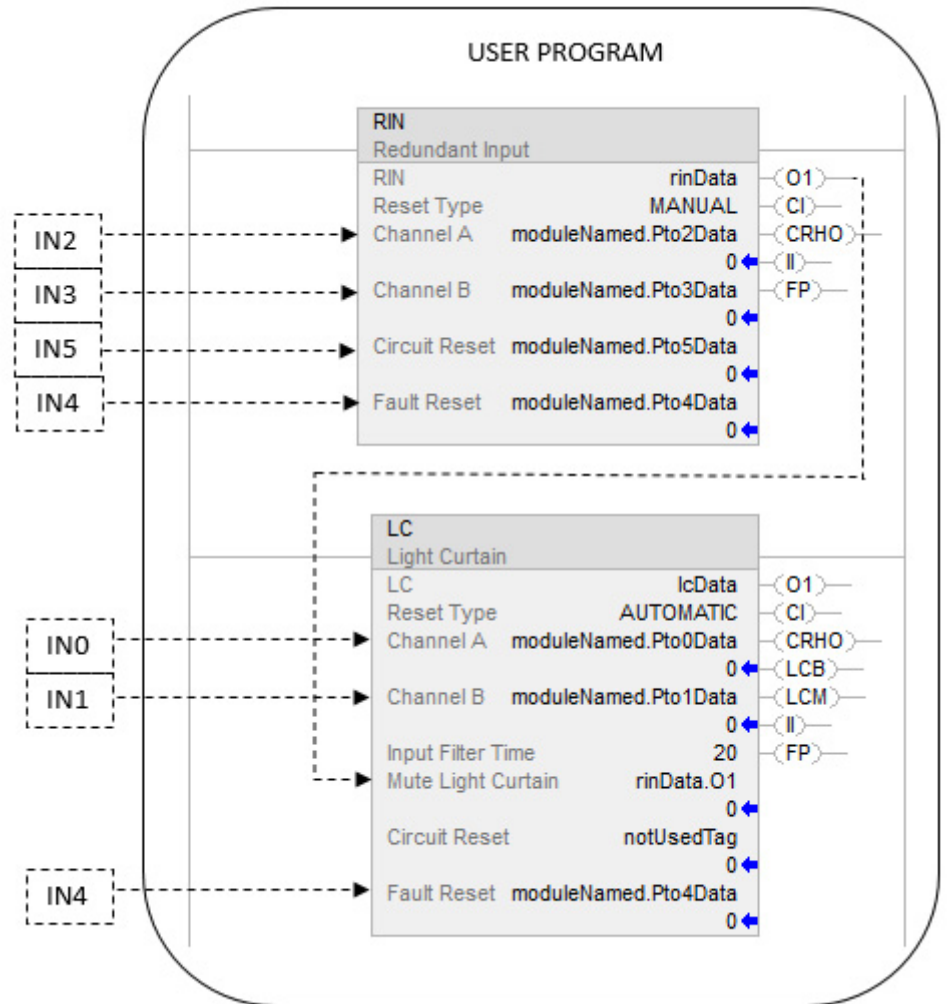 USER PROGRAM
RIN
Redundant Input
RIN rinData (O1)
Reset Type MANUAL (CI)
IN2 Channel A moduleNamed.Pto2Data (CRHO)
0 (II)
IN3 Channel B moduleNamed.Pto3Data (FP)
0
IN5 Circuit Reset moduleNamed.Pto5Data
0
IN4 Fault Reset moduleNamed.Pto4Data
0
LC
Light Curtain
LC lcData (O1)
Reset Type AUTOMATIC (CI)
IN0 Channel A moduleNamed.Pto0Data (CRHO)
0 (LCB)
IN1 Channel B moduleNamed.Pto1Data (LCM)
0 (II)
Input Filter Time 20 (FP)
Mute Light Curtain rinData.O1
0
Circuit Reset notUsedTag
0
IN4 Fault Reset moduleNamed.Pto4Data
0